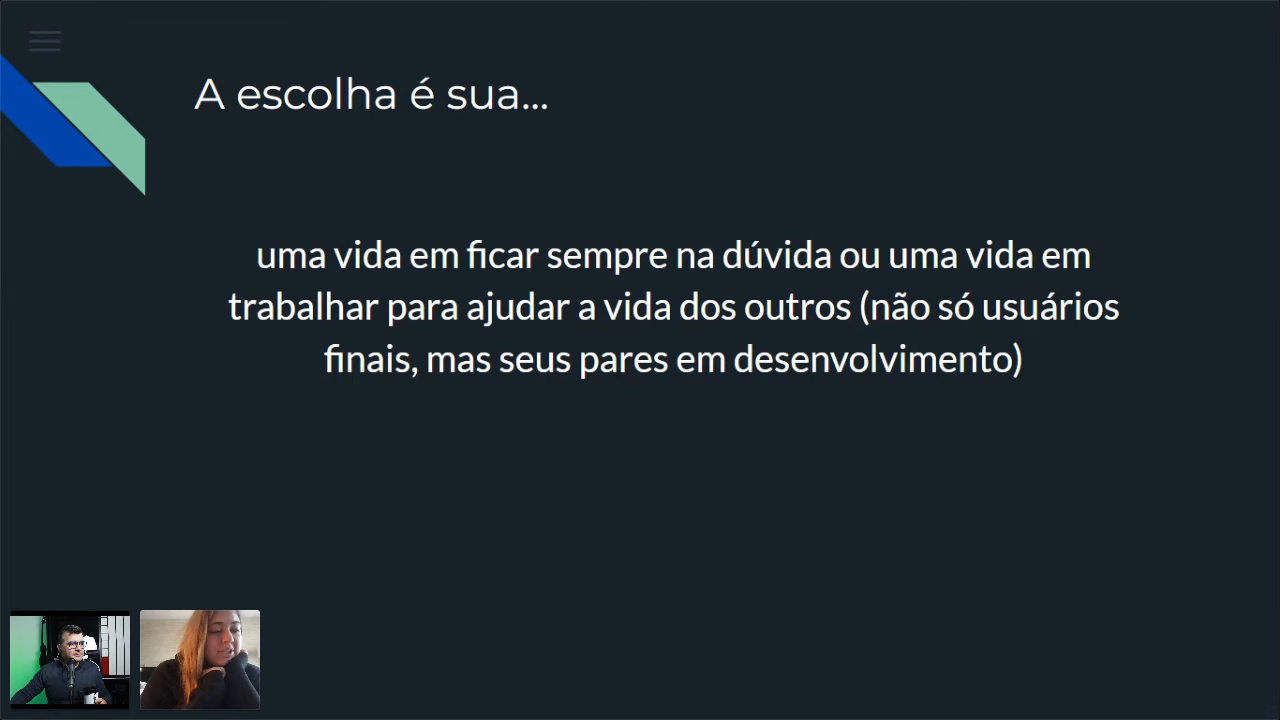 A escolha é sua...
uma vida em ficar sempre na dúvida ou uma vida em
trabalhar para ajudar a vida dos outros (não só usuários
finais, mas seus pares em desenvolvimento)